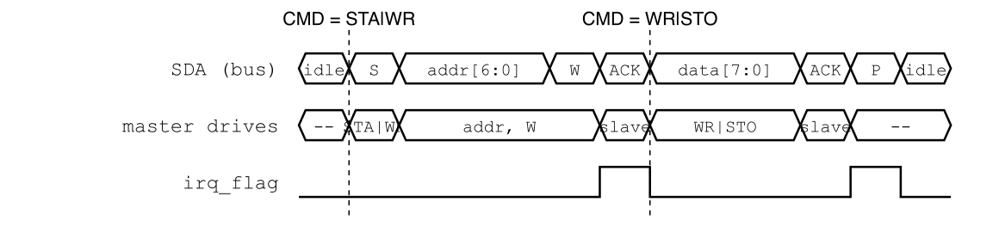 CMD = STA|WR CMD = WR|STO
SDA (bus) idle S addr[6:0] W ACK data[7:0] ACK P idle
master drives -- STA|W addr, W slave WR|STO slave --
irq_flag